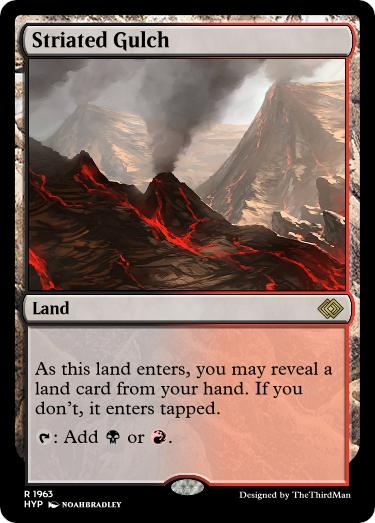 Striated Gulch
Land
As this land enters, you may reveal a
land card from your hand. If you
don't, it enters tapped.
: Add or .
R 1963
HYP NOAHBRADLEY
Designed by TheThirdMan